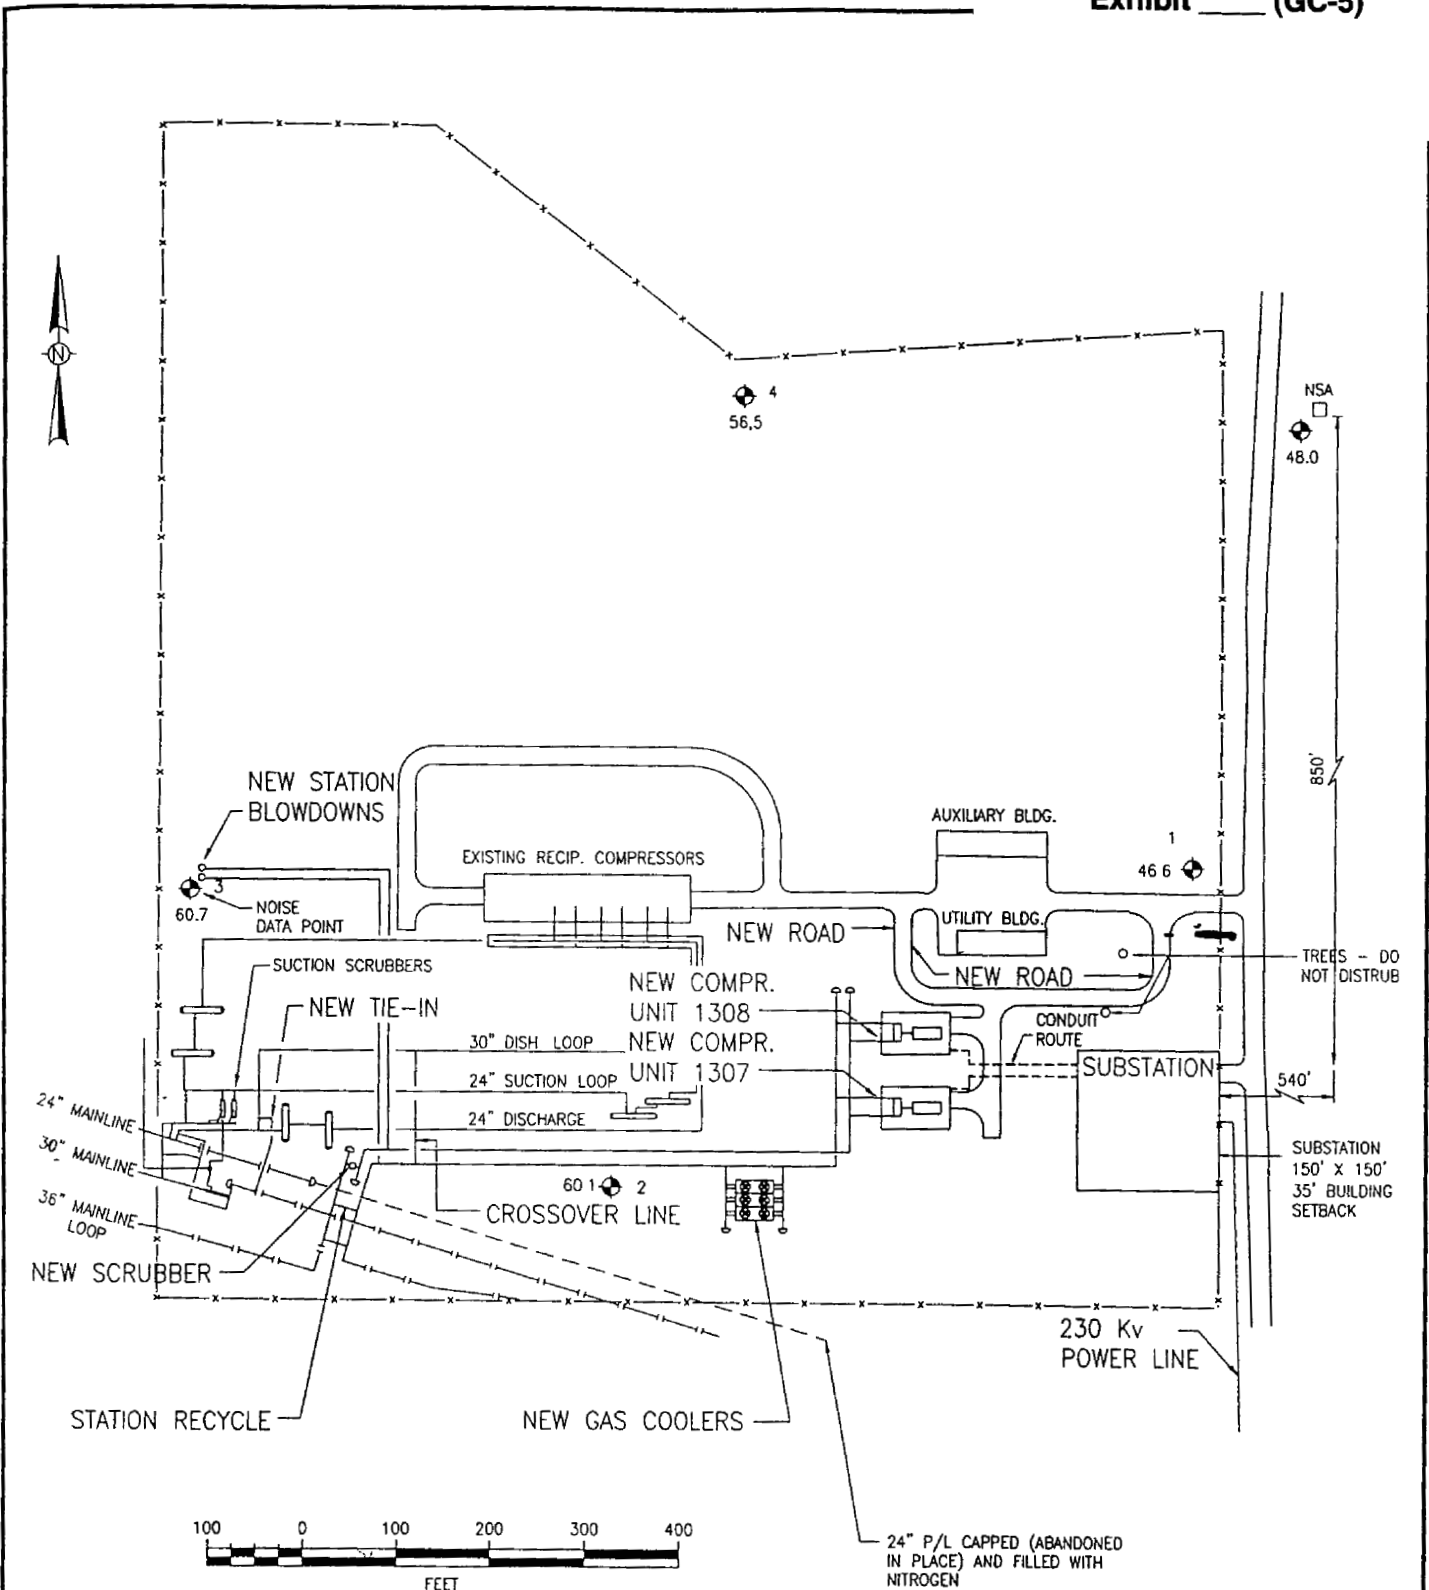 Exhibit ____ (GC-5)
N
4
56,5
NSA
48.0
850'
NEW STATION
BLOWDOWNS
AUXILIARY BLDG.
EXISTING RECIP. COMPRESSORS
1
46 6
3
60.7
NOISE
DATA POINT
NEW ROAD
UTILITY BLDG.
SUCTION SCRUBBERS
NEW ROAD
TREES - DO
NOT DISTRUB
NEW TIE-IN
NEW COMPR.
UNIT 1308
CONDUIT
ROUTE
30" DISH LOOP
NEW COMPR.
UNIT 1307
24" SUCTION LOOP
SUBSTATION
540'
24" MAINLINE
24" DISCHARGE
30" MAINLINE
SUBSTATION
150' X 150'
35' BUILDING
SETBACK
36" MAINLINE
LOOP
60 1
2
CROSSOVER LINE
NEW SCRUBBER
230 Kv
POWER LINE
STATION RECYCLE
NEW GAS COOLERS
100 0 100 200 300 400
FEET
24" P/L CAPPED (ABANDONED
IN PLACE) AND FILLED WITH
NITROGEN